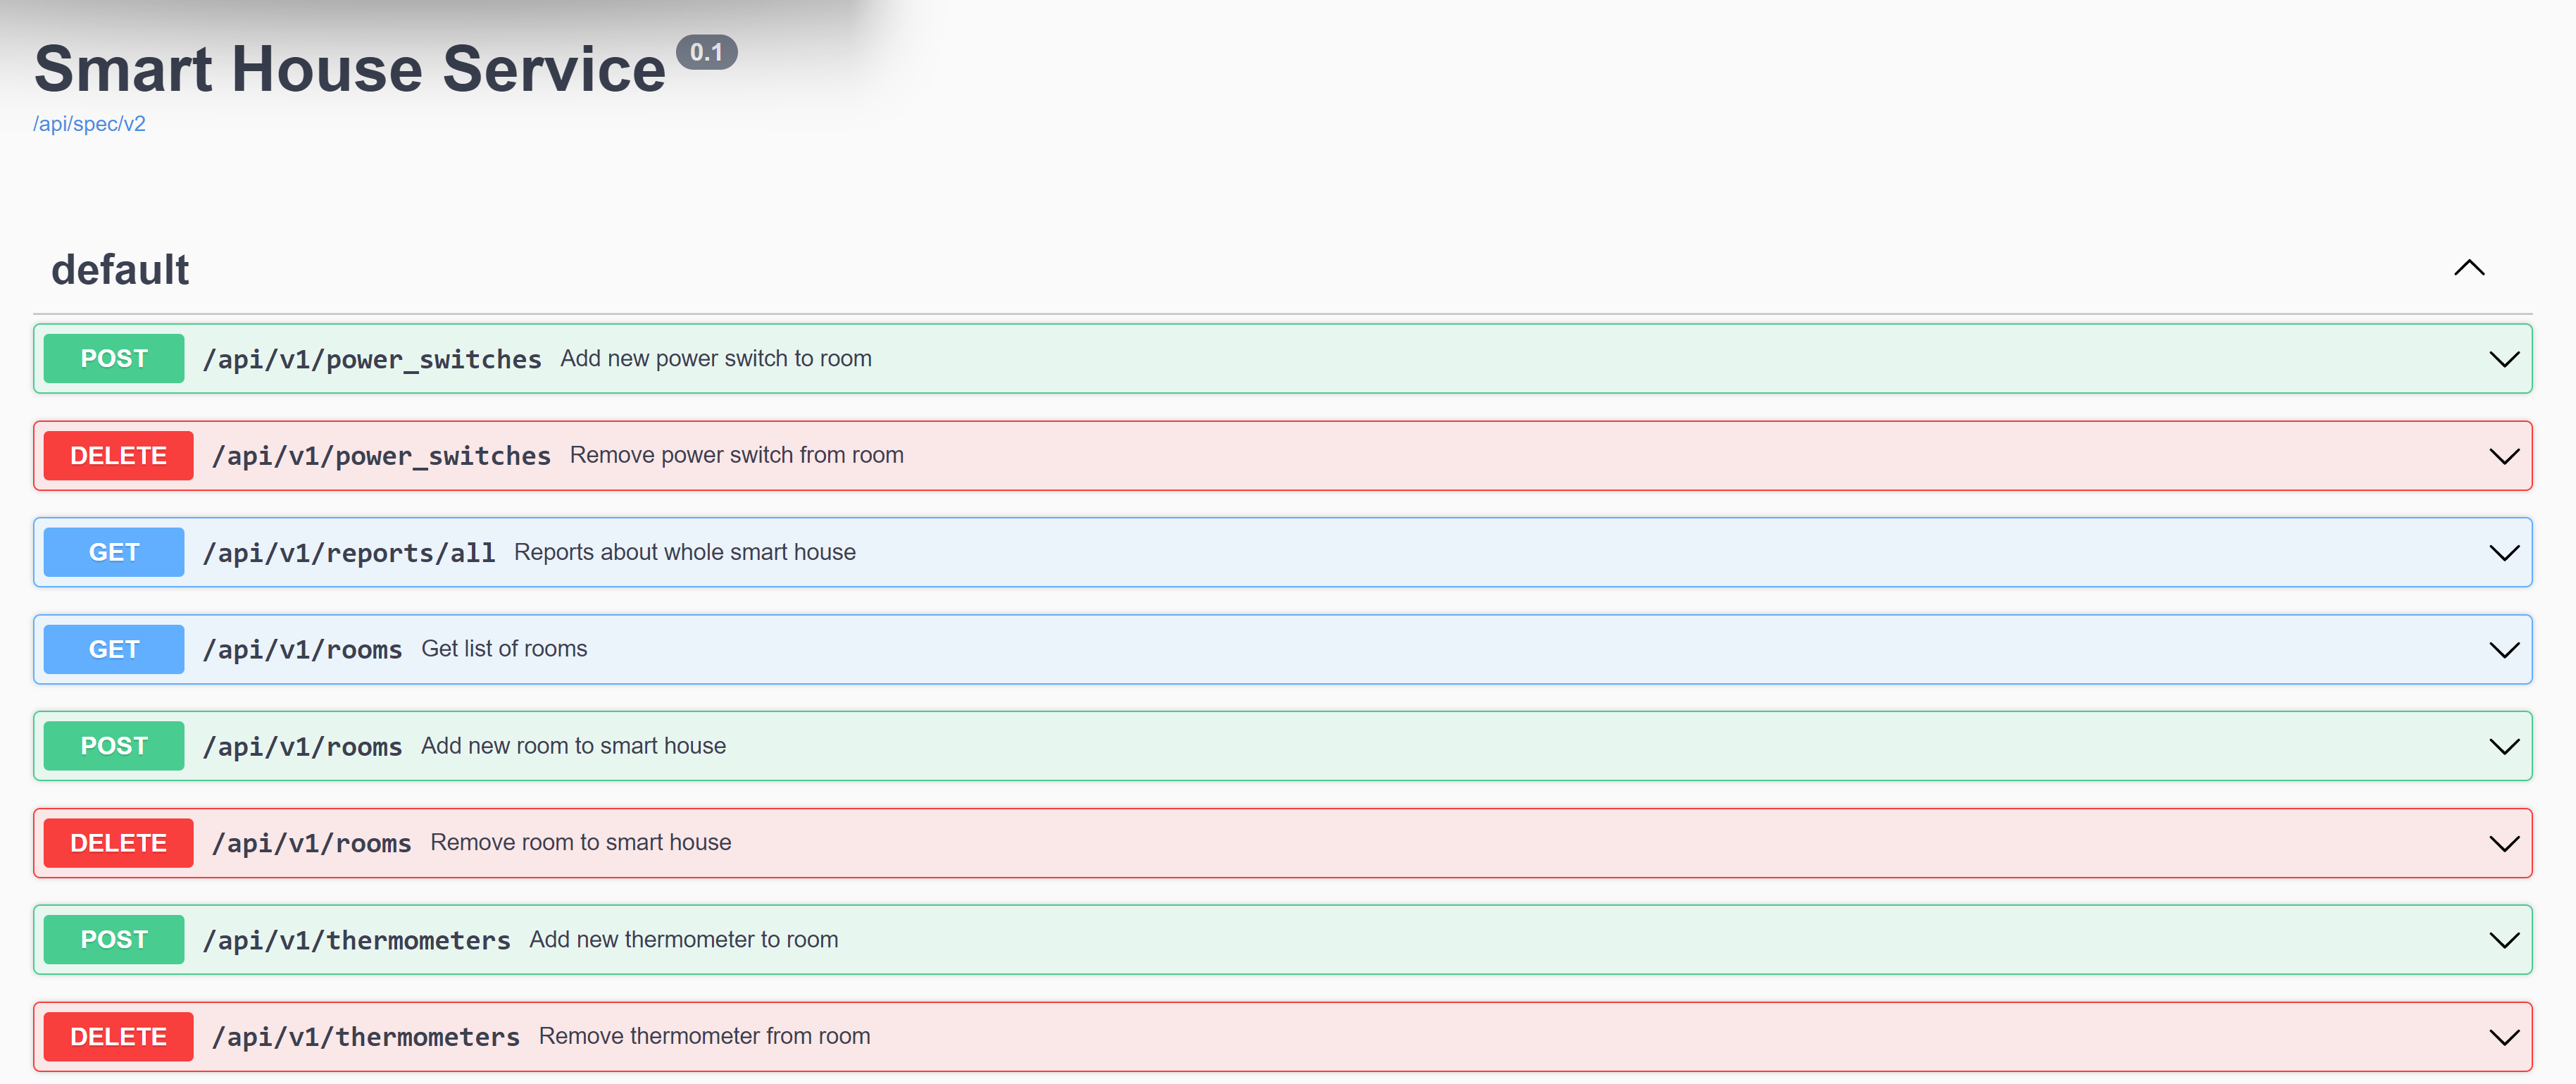 Smart House Service 0.1
/api/spec/v2
default
POST /api/v1/power_switches Add new power switch to room
DELETE /api/v1/power_switches Remove power switch from room
GET /api/v1/reports/all Reports about whole smart house
GET /api/v1/rooms Get list of rooms
POST /api/v1/rooms Add new room to smart house
DELETE /api/v1/rooms Remove room to smart house
POST /api/v1/thermometers Add new thermometer to room
DELETE /api/v1/thermometers Remove thermometer from room